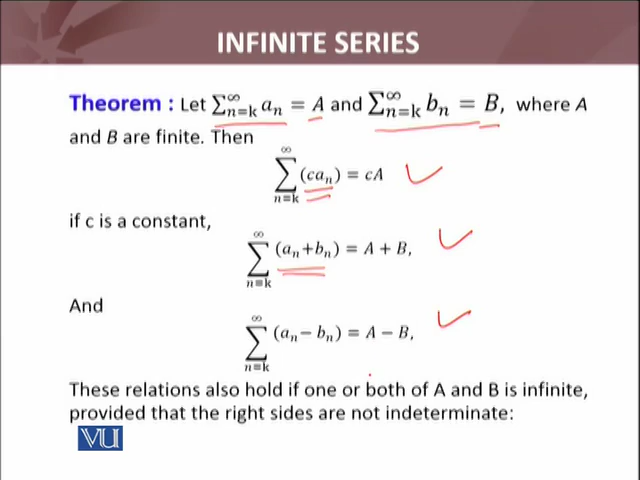 INFINITE SERIES
Theorem : Let ∑_{n=k}^{∞} a_n = A and ∑_{n=k}^{∞} b_n = B, where A
and B are finite. Then
∑_{n=k}^{∞} (ca_n) = cA
if c is a constant,
∑_{n=k}^{∞} (a_n+b_n) = A + B,
And
∑_{n=k}^{∞} (a_n− b_n) = A − B,
These relations also hold if one or both of A and B is infinite,
provided that the right sides are not indeterminate:
VU